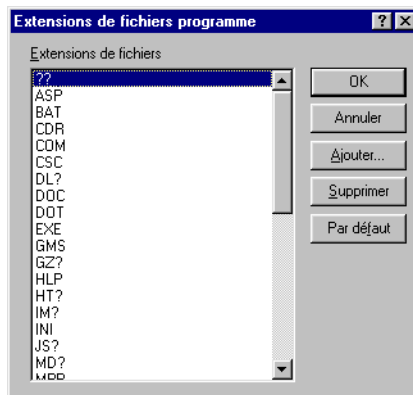 Extensions de fichiers programme
Extensions de fichiers
??
ASP
BAT
CDR
COM
CSC
DL?
DOC
DOT
EXE
GMS
GZ?
HLP
HT?
IM?
INI
JS?
MD?
OK
Annuler
Ajouter...
Supprimer
Par défaut